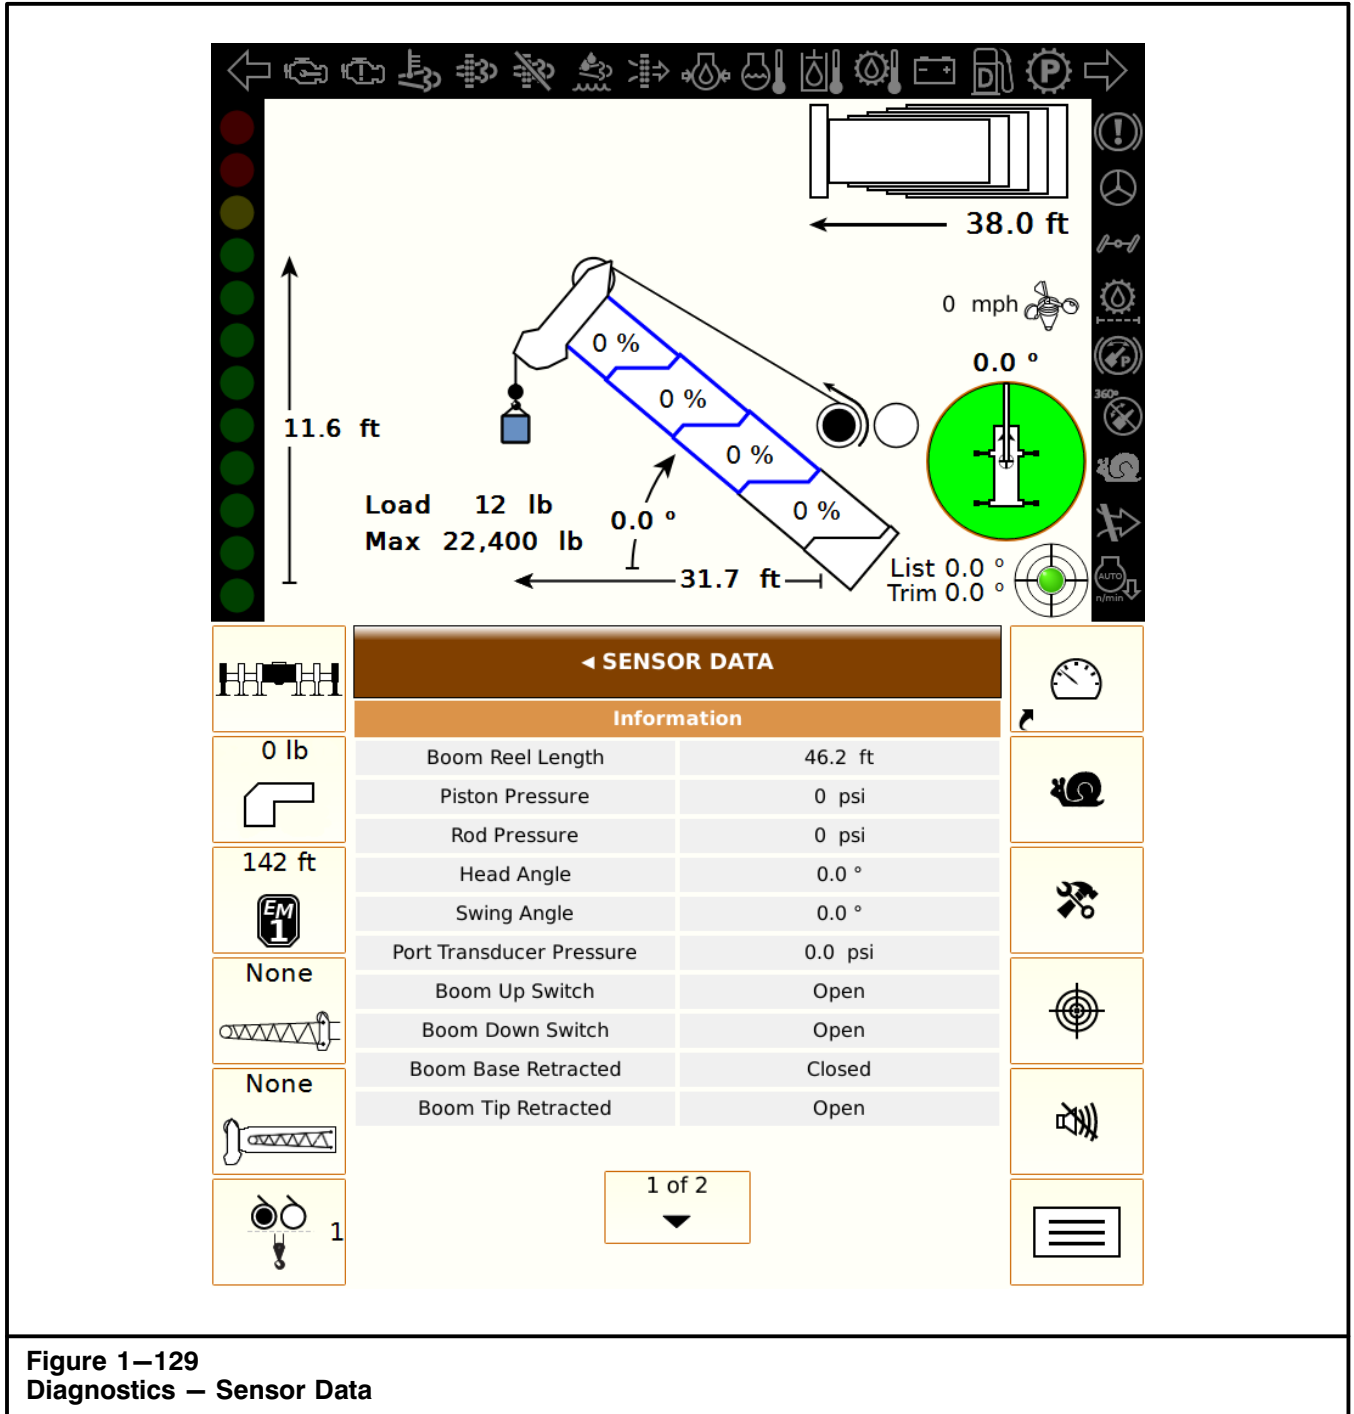 D
P
38.0 ft
0 mph
0.0 °
P
360°
0 %
0 %
0 %
0 %
11.6 ft
Load 12 lb
Max 22,400 lb
0.0 °
31.7 ft
List 0.0 °
Trim 0.0 °
AUTO
n/min
◄ SENSOR DATA
Information
Boom Reel Length 46.2 ft
Piston Pressure 0 psi
Rod Pressure 0 psi
Head Angle 0.0 °
Swing Angle 0.0 °
Port Transducer Pressure 0.0 psi
Boom Up Switch Open
Boom Down Switch Open
Boom Base Retracted Closed
Boom Tip Retracted Open
1 of 2
0 lb
142 ft
EM
1
None
None
1
Figure 1—129
Diagnostics — Sensor Data